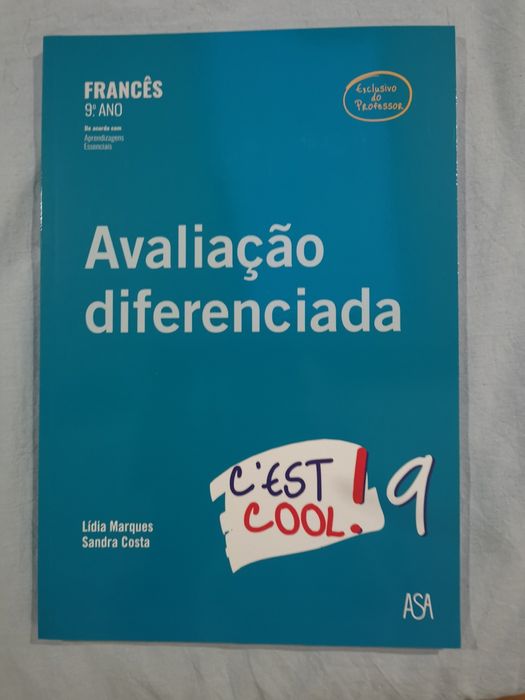 FRANCÊS
9.º ANO
De acordo com
Aprendizagens
Essenciais
Exclusivo
do
Professor
Avaliação
diferenciada
C'EST
COOL!
9
Lídia Marques
Sandra Costa
ASA